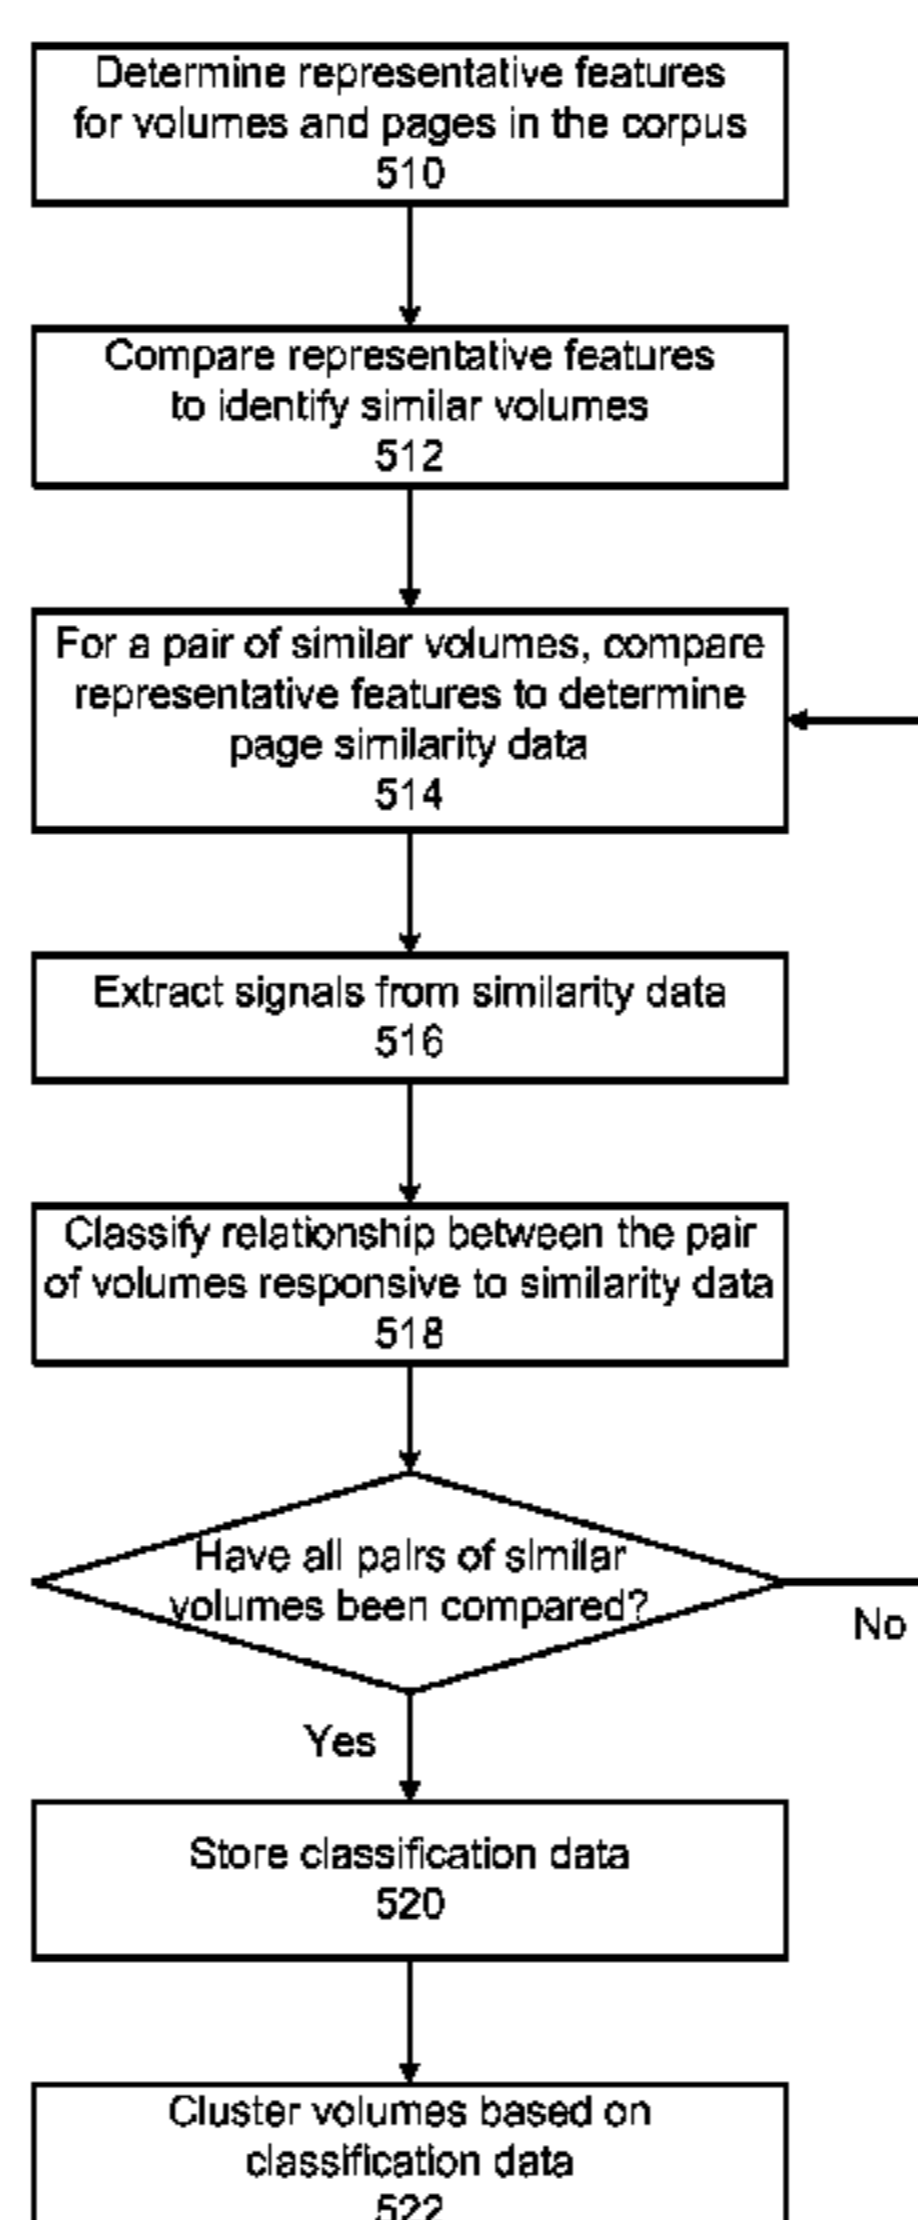 Determine representative features
for volumes and pages in the corpus
510
Compare representative features
to identify similar volumes
512
For a pair of similar volumes, compare
representative features to determine
page similarity data
514
Extract signals from similarity data
516
Classify relationship between the pair
of volumes responsive to similarity data
518
Have all pairs of similar
volumes been compared?
No
Yes
Store classification data
520
Cluster volumes based on
classification data
522